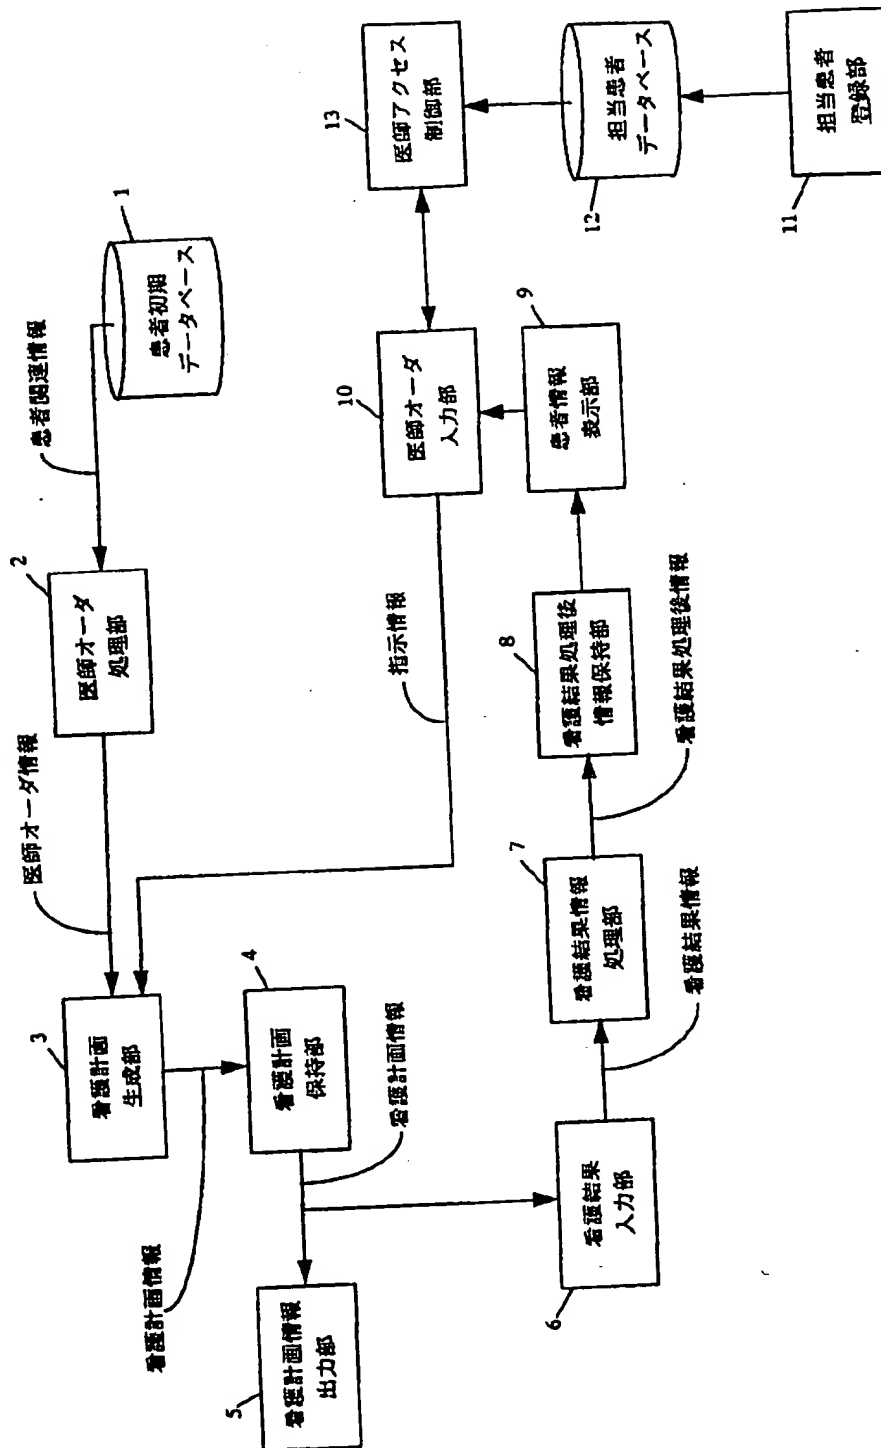 1
患者初期
データベース
患者関連情報
2
医師オーダ
処理部
医師オーダ情報
3
看護計画
生成部
看護計画情報
4
看護計画
保持部
看護計画情報
5
看護計画情報
出力部
6
看護結果
入力部
看護結果情報
7
看護結果情報
処理部
看護結果処理後情報
8
看護結果処理後
情報保持部
9
患者情報
表示部
10
医師オーダ
入力部
指示情報
13
医師アクセス
制御部
12
担当患者
データベース
11
担当患者
登録部